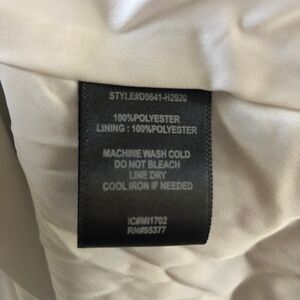 STYLE#D0641-H2920
100%POLYESTER
LINING : 100%POLYESTER
MACHINE WASH COLD
DO NOT BLEACH
LINE DRY
COOL IRON IF NEEDED
IC#MI1702
RH#95377